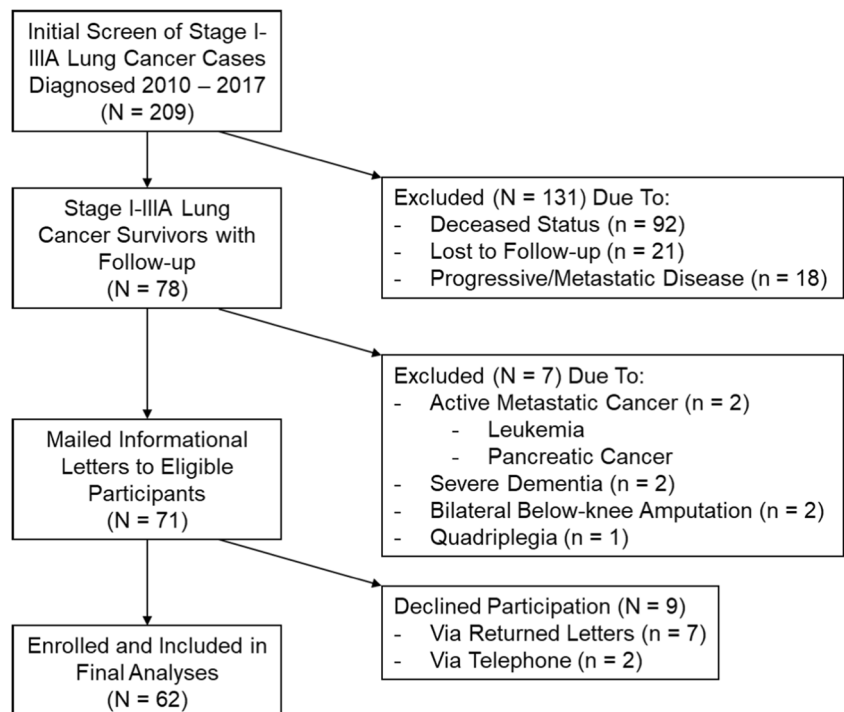 Initial Screen of Stage I-
IIIA Lung Cancer Cases
Diagnosed 2010 – 2017
(N = 209)
Excluded (N = 131) Due To:
- Deceased Status (n = 92)
- Lost to Follow-up (n = 21)
- Progressive/Metastatic Disease (n = 18)
Stage I-IIIA Lung
Cancer Survivors with
Follow-up
(N = 78)
Excluded (N = 7) Due To:
- Active Metastatic Cancer (n = 2)
- Leukemia
- Pancreatic Cancer
- Severe Dementia (n = 2)
- Bilateral Below-knee Amputation (n = 2)
- Quadriplegia (n = 1)
Mailed Informational
Letters to Eligible
Participants
(N = 71)
Declined Participation (N = 9)
- Via Returned Letters (n = 7)
- Via Telephone (n = 2)
Enrolled and Included in
Final Analyses
(N = 62)